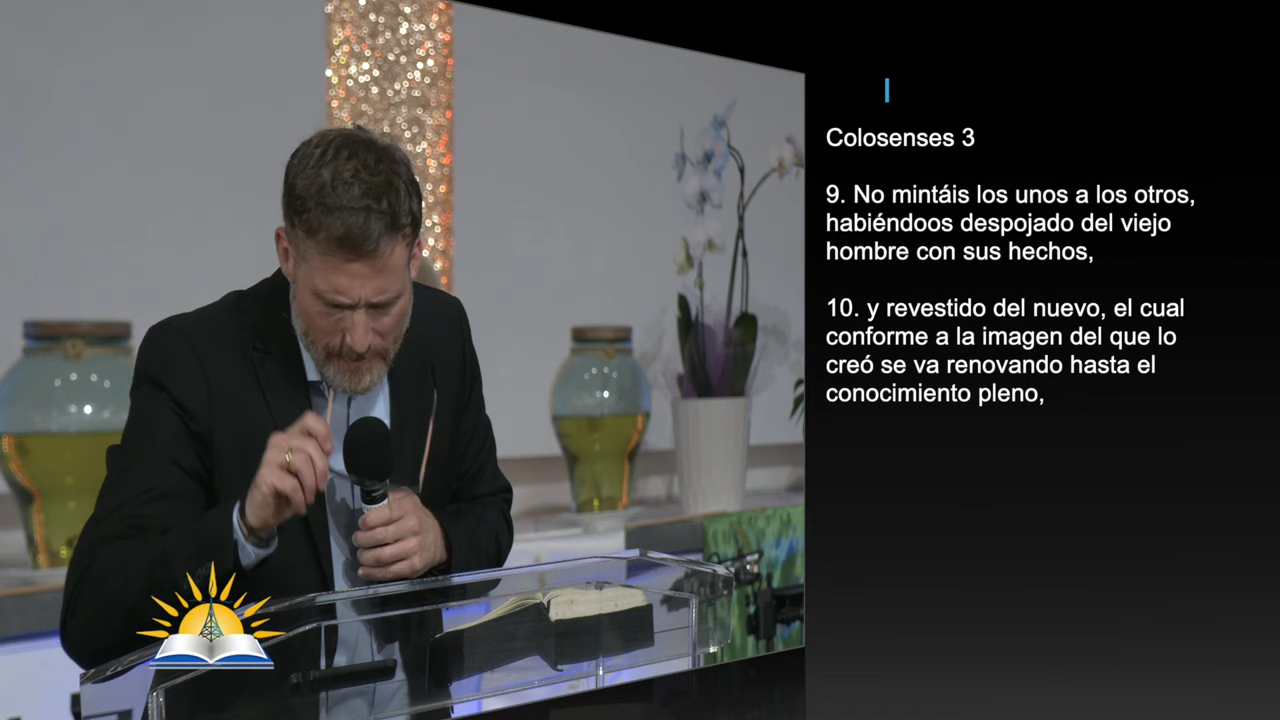 Colosenses 3
9. No mintáis los unos a los otros,
habiéndoos despojado del viejo
hombre con sus hechos,
10. y revestido del nuevo, el cual
conforme a la imagen del que lo
creó se va renovando hasta el
conocimiento pleno,